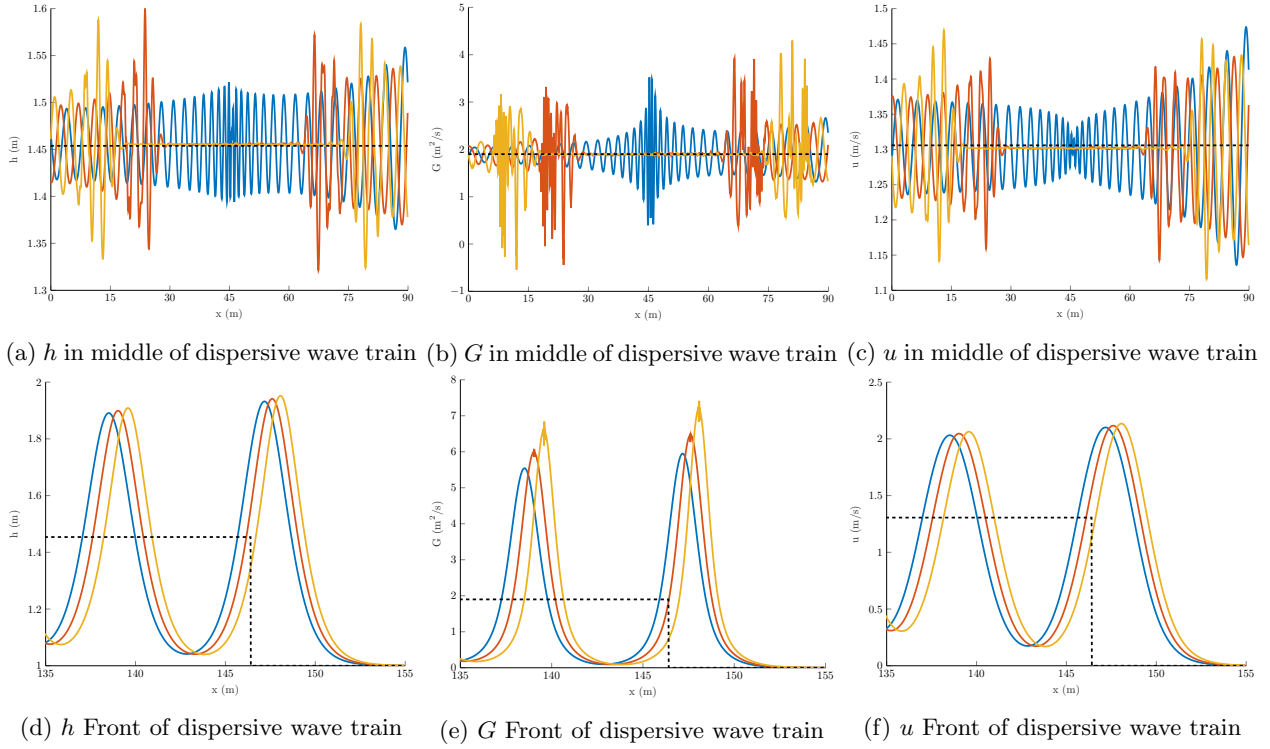 1.6
1.55
1.5
1.45
1.4
1.35
1.3
h (m)
0 15 30 45 60 75 90
x (m)
5
4
3
2
1
0
−1
G (m²/s)
0 15 30 45 60 75 90
x (m)
1.5
1.45
1.4
1.35
1.3
1.25
1.2
1.15
1.1
u (m/s)
0 15 30 45 60 75 90
x (m)
(a) h in middle of dispersive wave train
(b) G in middle of dispersive wave train
(c) u in middle of dispersive wave train
2
1.8
1.6
1.4
1.2
1
h (m)
135 140 145 150 155
x (m)
8
7
6
5
4
3
2
1
0
G (m²/s)
135 140 145 150 155
x (m)
2.5
2
1.5
1
0.5
0
u (m/s)
135 140 145 150 155
x (m)
(d) h Front of dispersive wave train
(e) G Front of dispersive wave train
(f) u Front of dispersive wave train